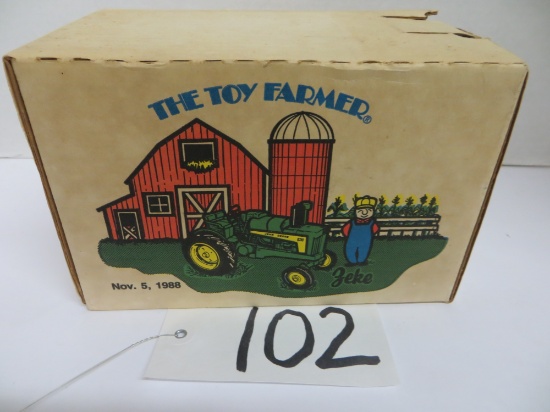 THE TOY FARMER®
Zeke
Nov. 5, 1988
102